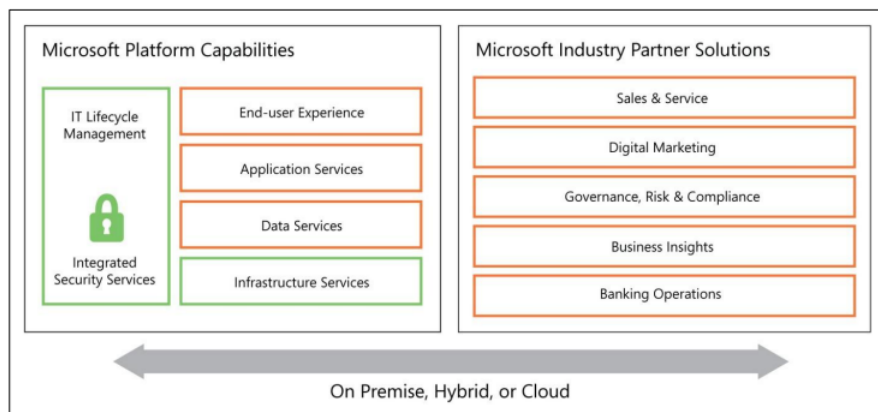 Microsoft Platform Capabilities
IT Lifecycle
Management
Integrated
Security Services
End-user Experience
Application Services
Data Services
Infrastructure Services
Microsoft Industry Partner Solutions
Sales & Service
Digital Marketing
Governance, Risk & Compliance
Business Insights
Banking Operations
On Premise, Hybrid, or Cloud